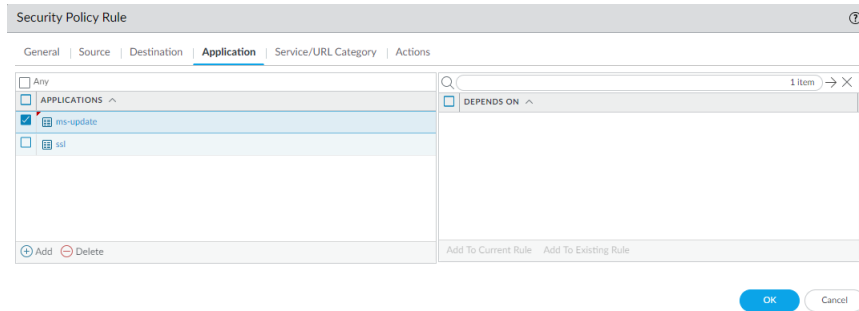 Security Policy Rule
General | Source | Destination | Application | Service/URL Category | Actions
Any
1 item
APPLICATIONS
DEPENDS ON
ms-update
ssl
Add Delete
Add To Current Rule Add To Existing Rule
OK Cancel